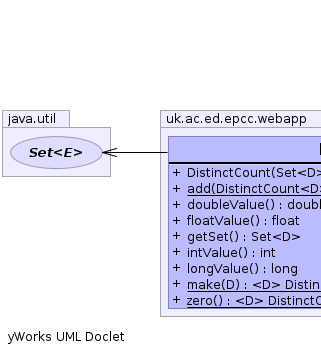 java.util
Set<E>
uk.ac.ed.epcc.webapp
+ DistinctCount(Set<D>
+ add(DistinctCount<D
+ doubleValue() : doubl
+ floatValue() : float
+ getSet() : Set<D>
+ intValue() : int
+ longValue() : long
+ make(D) : <D> Distin
+ zero() : <D> DistinctC
yWorks UML Doclet